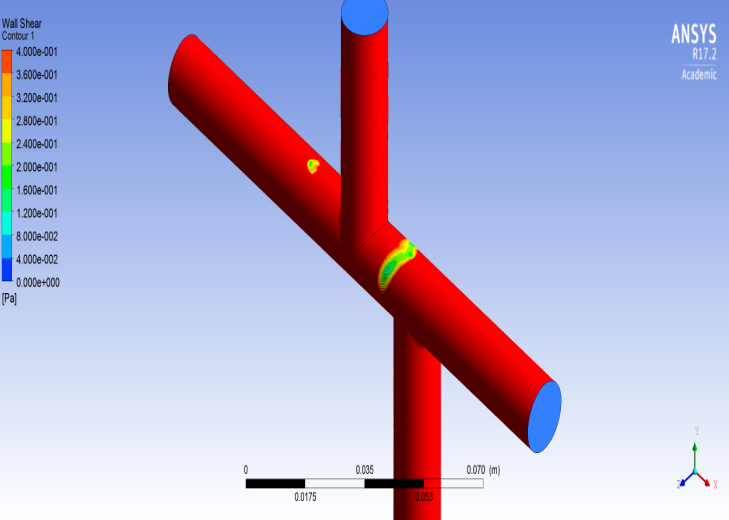 Wall Shear
Contour 1
4.000e-001
3.600e-001
3.200e-001
2.800e-001
2.400e-001
2.000e-001
1.600e-001
1.200e-001
8.000e-002
4.000e-002
0.000e+000
[Pa]
ANSYS
R17.2
Academic
0 0.035 0.070 (m)
0.0175 0.053
Y
Z X